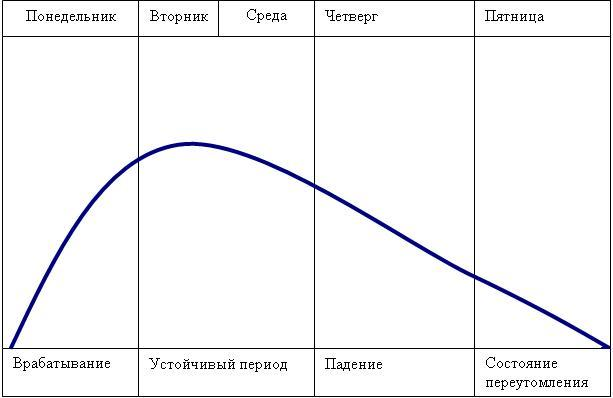 Понедельник
Вторник
Среда
Четверг
Пятница
Врабатывание
Устойчивый период
Падение
Состояние
переутомления